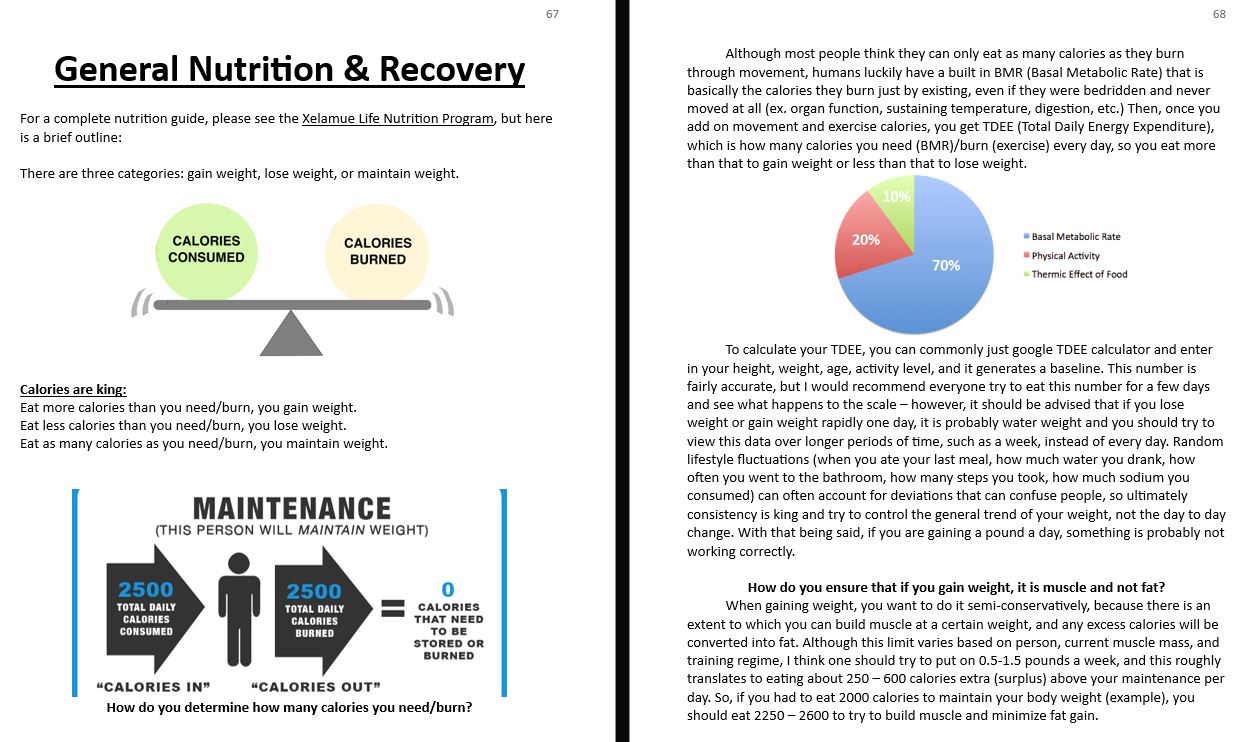 67
General Nutrition & Recovery
For a complete nutrition guide, please see the Xelamue Life Nutrition Program, but here
is a brief outline:
There are three categories: gain weight, lose weight, or maintain weight.
CALORIES
CONSUMED
CALORIES
BURNED
Calories are king:
Eat more calories than you need/burn, you gain weight.
Eat less calories than you need/burn, you lose weight.
Eat as many calories as you need/burn, you maintain weight.
MAINTENANCE
(THIS PERSON WILL MAINTAIN WEIGHT)
2500
TOTAL DAILY
CALORIES
CONSUMED
2500
TOTAL DAILY
CALORIES
BURNED
=
0
CALORIES
THAT NEED
TO BE
STORED OR
BURNED
“CALORIES IN”
“CALORIES OUT”
How do you determine how many calories you need/burn?
68
Although most people think they can only eat as many calories as they burn
through movement, humans luckily have a built in BMR (Basal Metabolic Rate) that is
basically the calories they burn just by existing, even if they were bedridden and never
moved at all (ex. organ function, sustaining temperature, digestion, etc.) Then, once you
add on movement and exercise calories, you get TDEE (Total Daily Energy Expenditure),
which is how many calories you need (BMR)/burn (exercise) every day, so you eat more
than that to gain weight or less than that to lose weight.
10%
20%
70%
Basal Metabolic Rate
Physical Activity
Thermic Effect of Food
To calculate your TDEE, you can commonly just google TDEE calculator and enter
in your height, weight, age, activity level, and it generates a baseline. This number is
fairly accurate, but I would recommend everyone try to eat this number for a few days
and see what happens to the scale – however, it should be advised that if you lose
weight or gain weight rapidly one day, it is probably water weight and you should try to
view this data over longer periods of time, such as a week, instead of every day. Random
lifestyle fluctuations (when you ate your last meal, how much water you drank, how
often you went to the bathroom, how many steps you took, how much sodium you
consumed) can often account for deviations that can confuse people, so ultimately
consistency is king and try to control the general trend of your weight, not the day to day
change. With that being said, if you are gaining a pound a day, something is probably not
working correctly.
How do you ensure that if you gain weight, it is muscle and not fat?
When gaining weight, you want to do it semi-conservatively, because there is an
extent to which you can build muscle at a certain weight, and any excess calories will be
converted into fat. Although this limit varies based on person, current muscle mass, and
training regime, I think one should try to put on 0.5-1.5 pounds a week, and this roughly
translates to eating about 250 – 600 calories extra (surplus) above your maintenance per
day. So, if you had to eat 2000 calories to maintain your body weight (example), you
should eat 2250 – 2600 to try to build muscle and minimize fat gain.